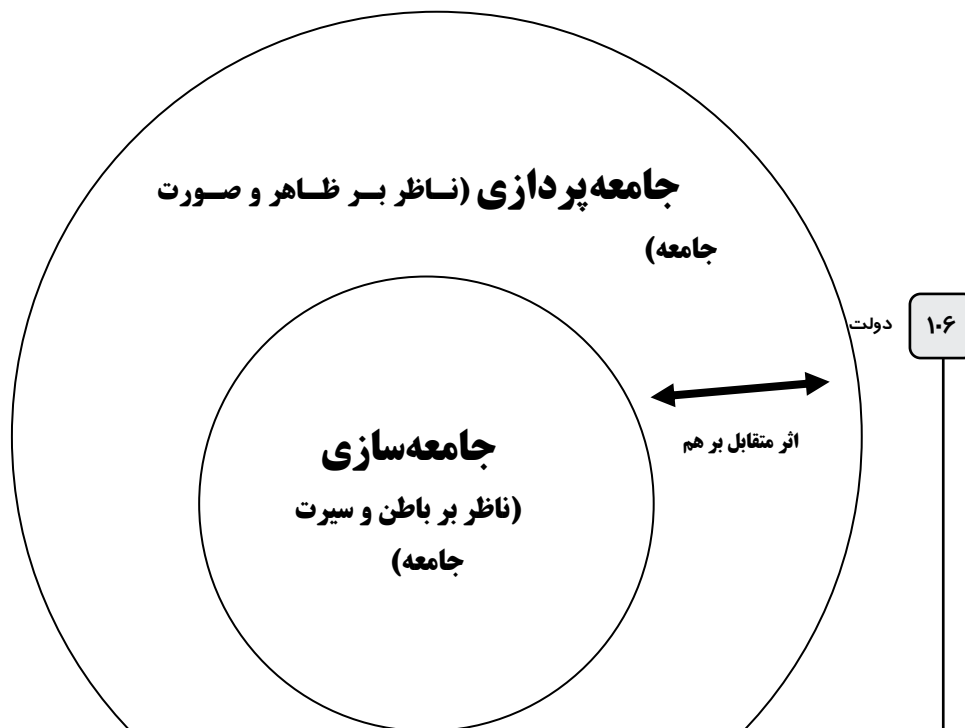 جامعه‌پردازی (ناظر بر ظاهر و صورت
جامعه)
۱۰۶
دولت
اثر متقابل بر هم
جامعه‌سازی
(ناظر بر باطن و سیرت
جامعه)